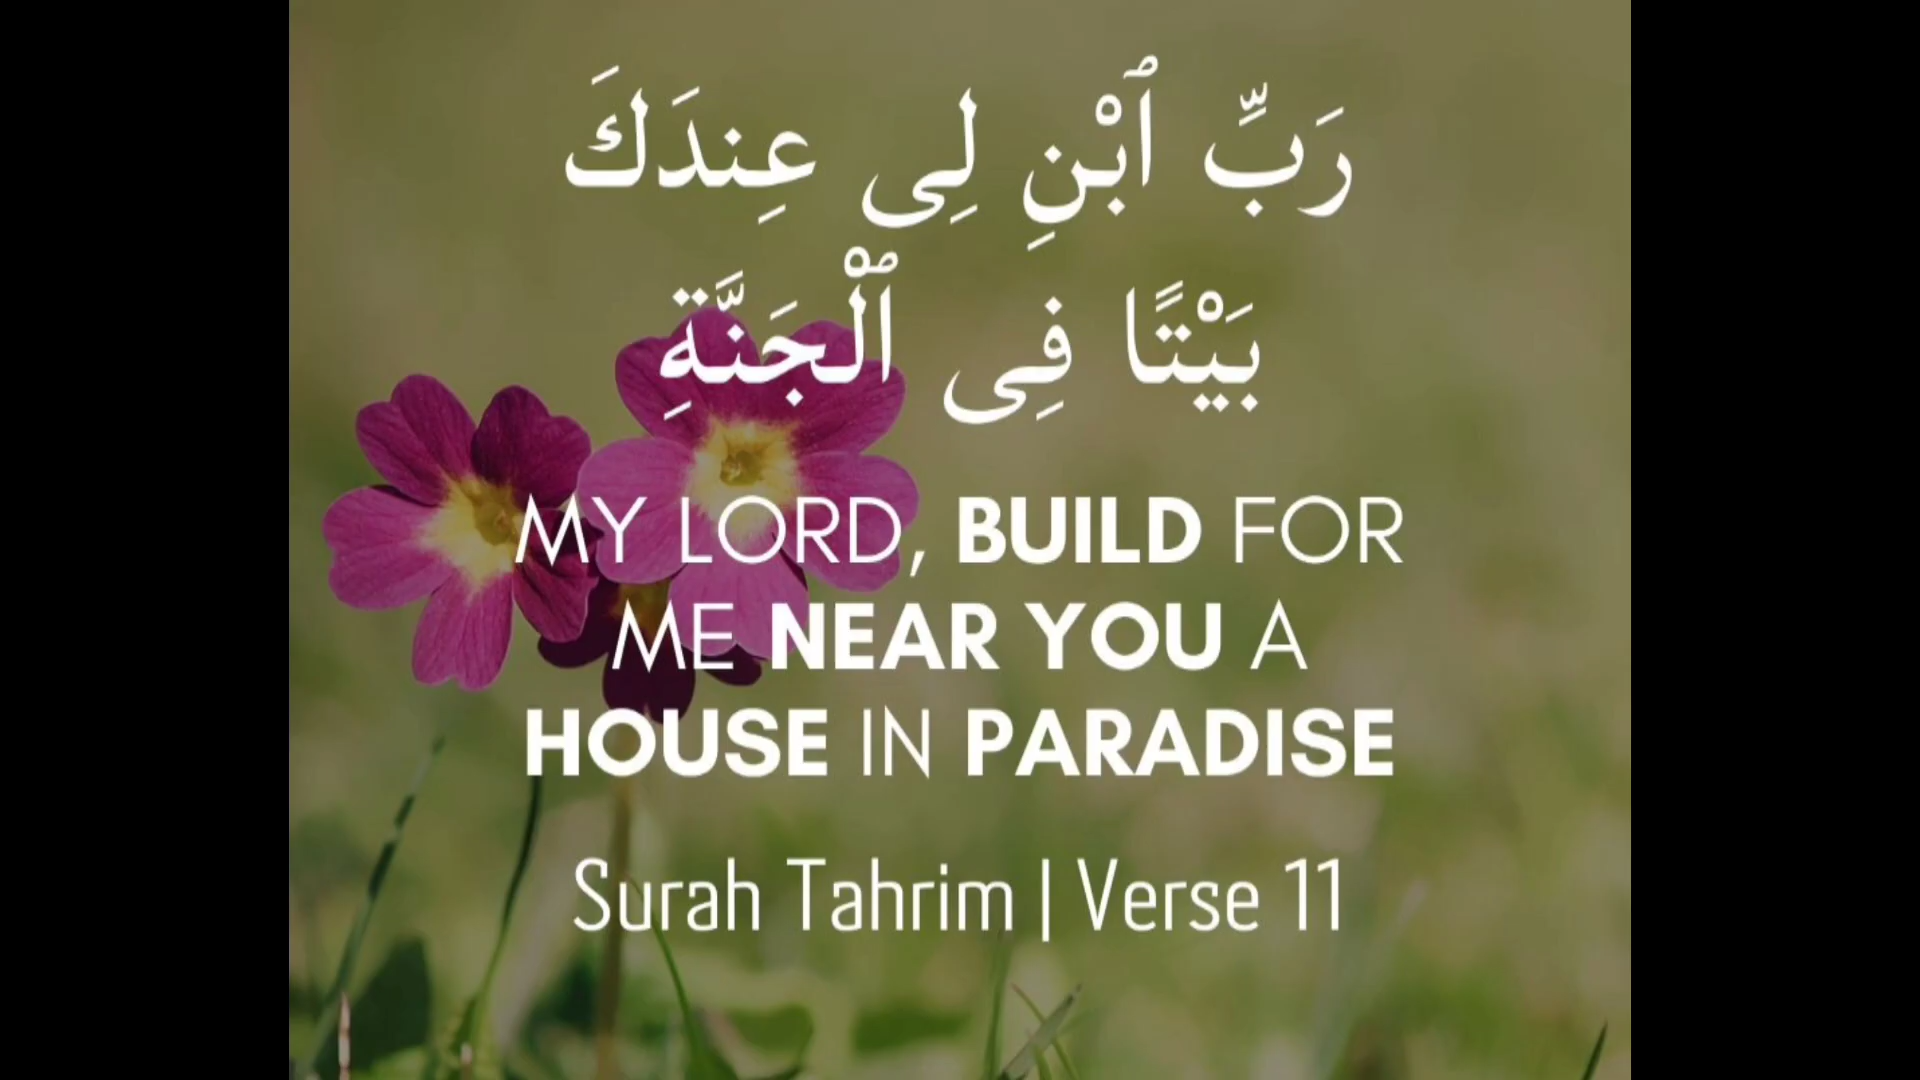 رَبِّ ٱبْنِ لِى عِندَكَ
بَيْتًا فِى ٱلْجَنَّةِ
MY LORD, BUILD FOR
ME NEAR YOU A
HOUSE IN PARADISE
Surah Tahrim | Verse 11